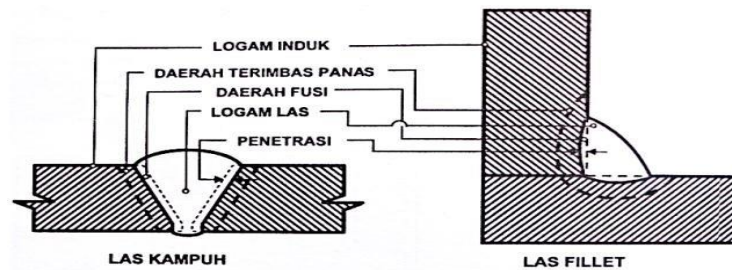 LOGAM INDUK
DAERAH TERIMBAS PANAS
DAERAH FUSI
LOGAM LAS
PENETRASI
LAS KAMPUH
LAS FILLET